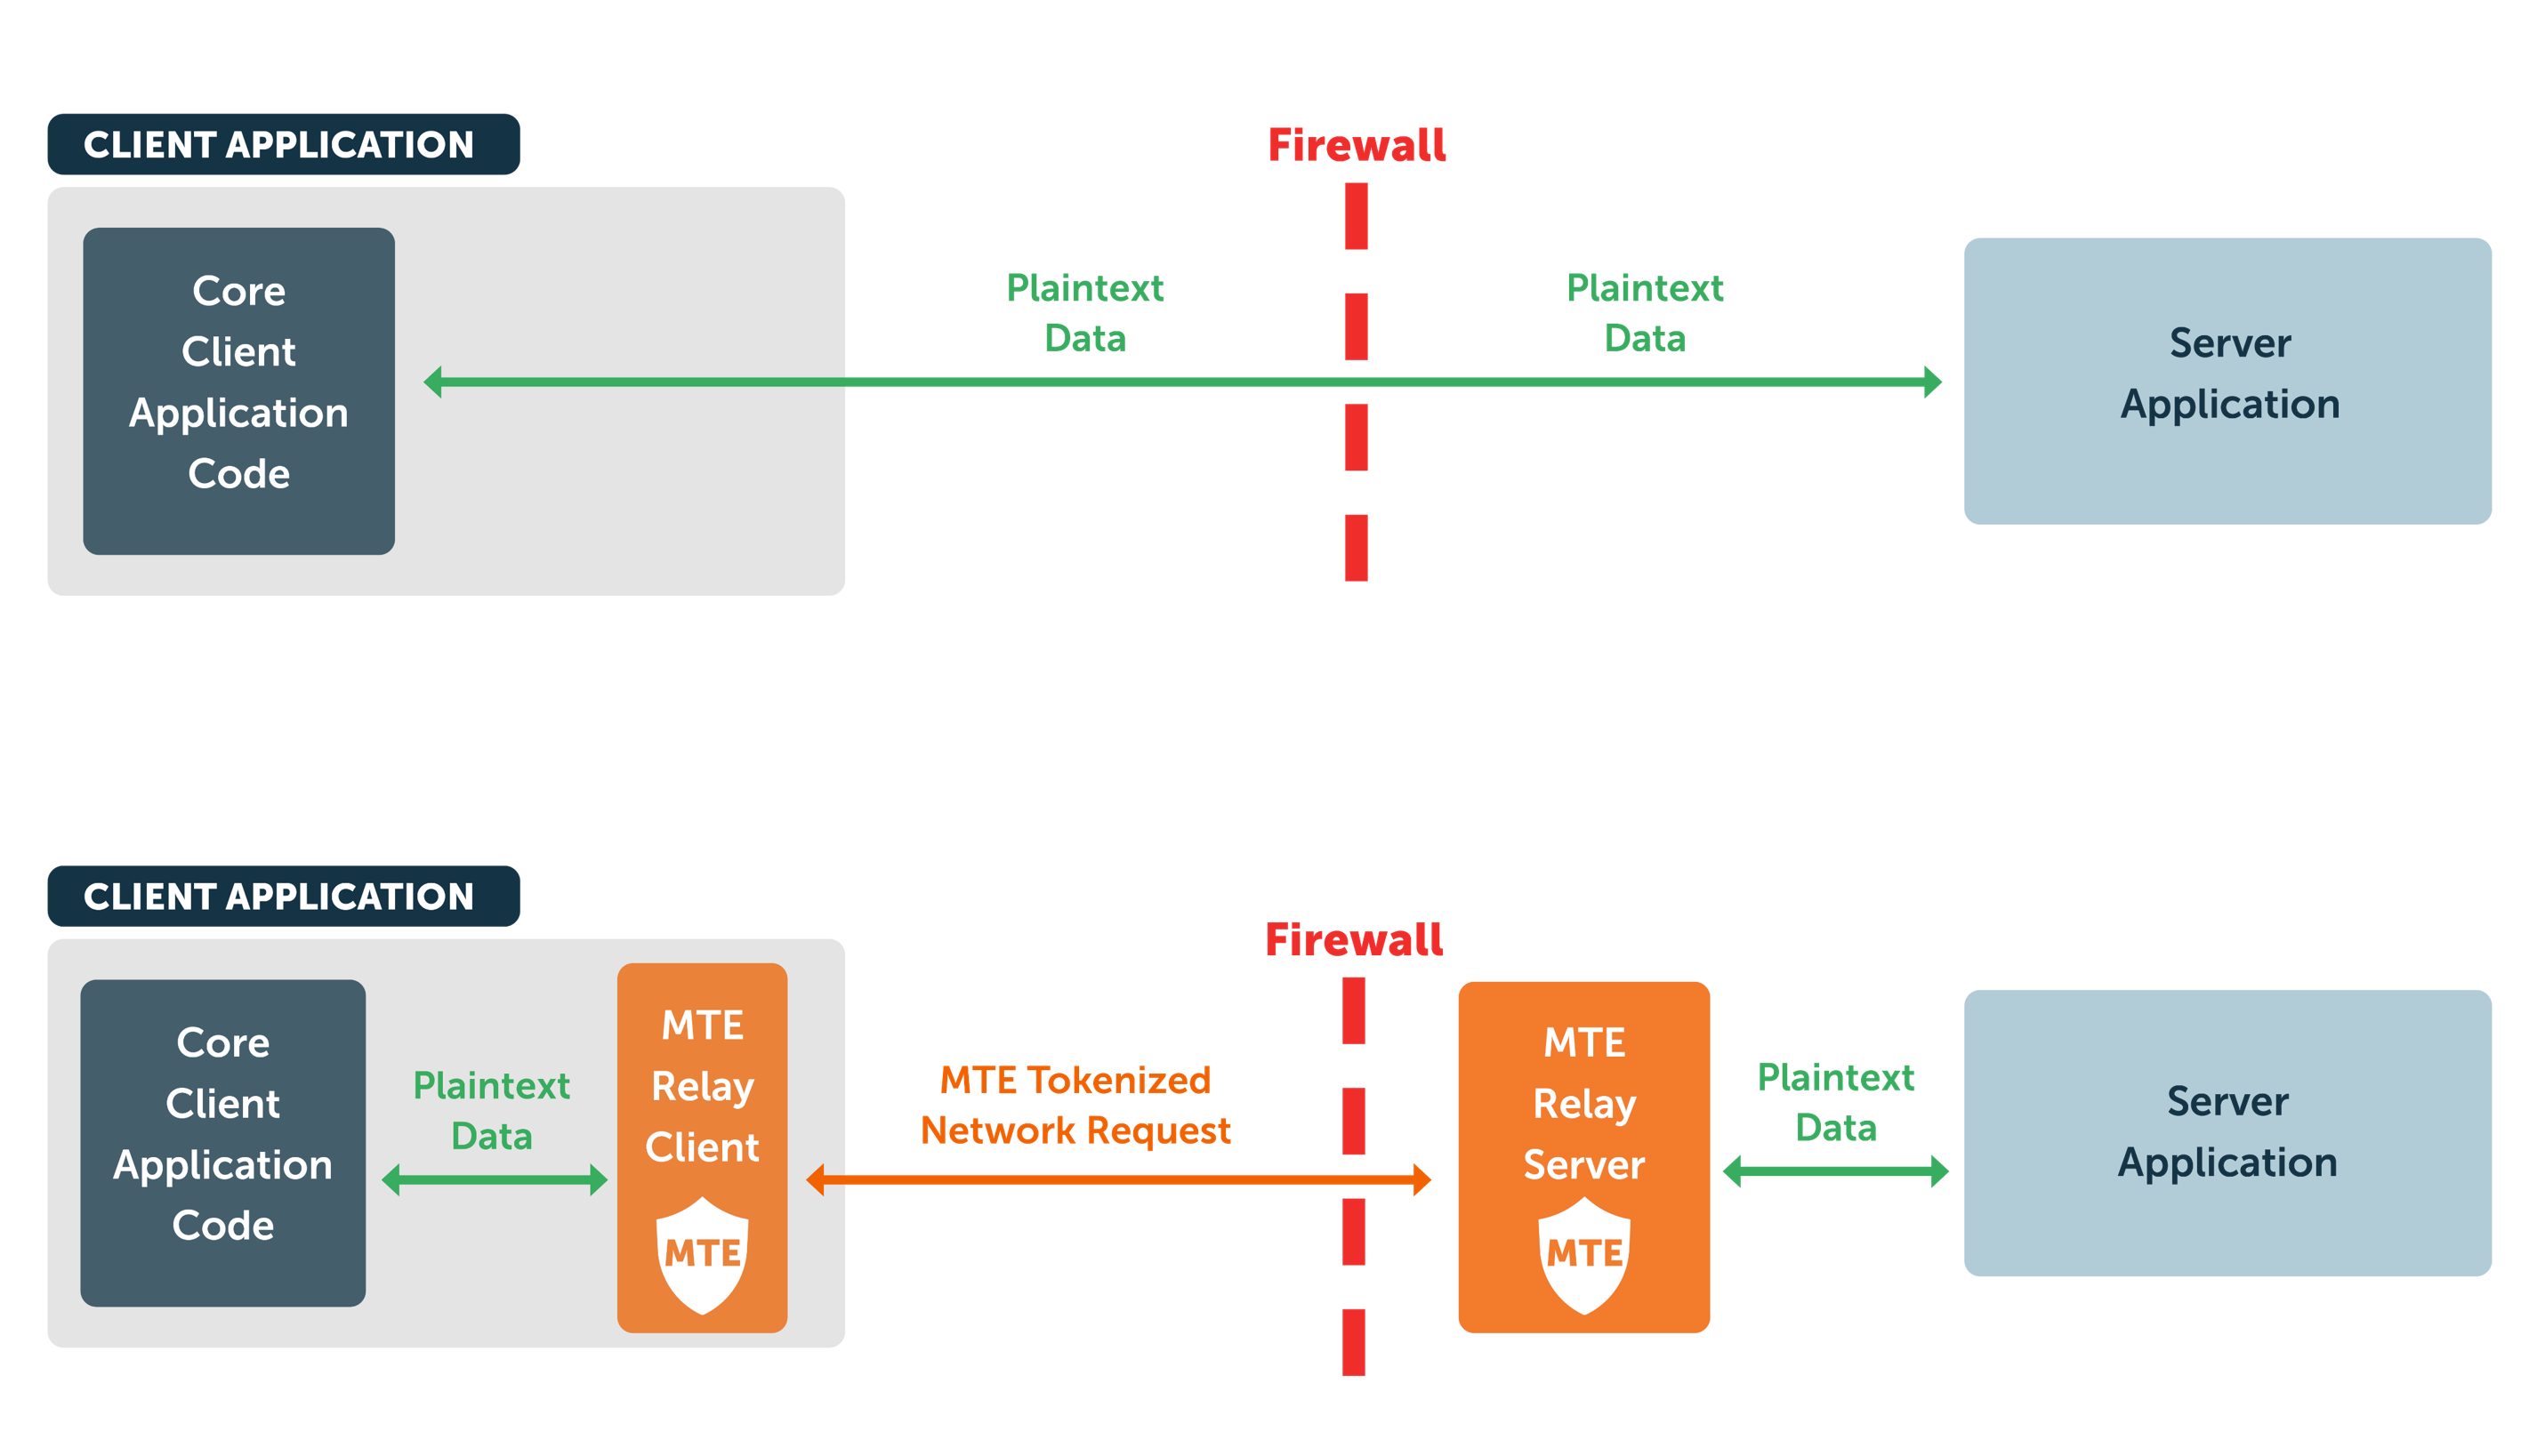 CLIENT APPLICATION
Firewall
Core
Client
Application
Code
Plaintext
Data
Plaintext
Data
Server
Application
CLIENT APPLICATION
Firewall
Core
Client
Application
Code
Plaintext
Data
MTE
Relay
Client
MTE
MTE Tokenized
Network Request
MTE
Relay
Server
MTE
Plaintext
Data
Server
Application